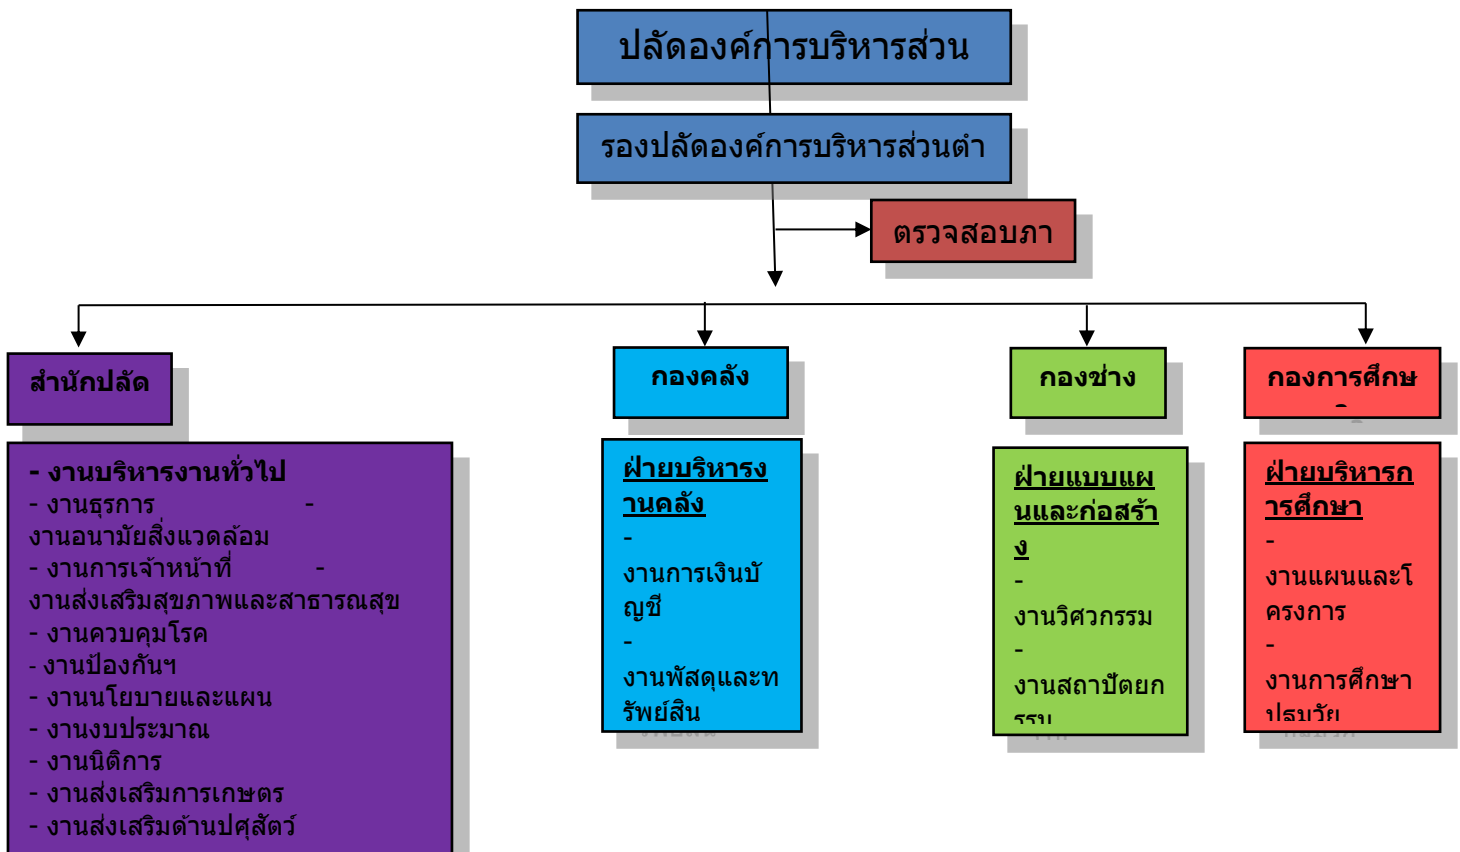 ปลัดองค์การบริหารส่วน
รองปลัดองค์การบริหารส่วนตำ
ตรวจสอบภา
สำนักปลัด
กองคลัง
กองช่าง
กองการศึกษ
- งานบริหารงานทั่วไป
- งานธุรการ -
งานอนามัยสิ่งแวดล้อม
- งานการเจ้าหน้าที่ -
งานส่งเสริมสุขภาพและสาธารณสุข
- งานควบคุมโรค
- งานป้องกันฯ
- งานนโยบายและแผน
- งานงบประมาณ
- งานนิติการ
- งานส่งเสริมการเกษตร
- งานส่งเสริมด้านปศุสัตว์
ฝ่ายบริหารง
านคลัง
-
งานการเงินบั
ญชี
-
งานพัสดุและท
รัพย์สิน
ฝ่ายแบบแผ
นและก่อสร้า
ง
-
งานวิศวกรรม
-
งานสถาปัตยก
รรม
ฝ่ายบริหารก
ารศึกษา
-
งานแผนและโ
ครงการ
-
งานการศึกษา
ปฐมวัย